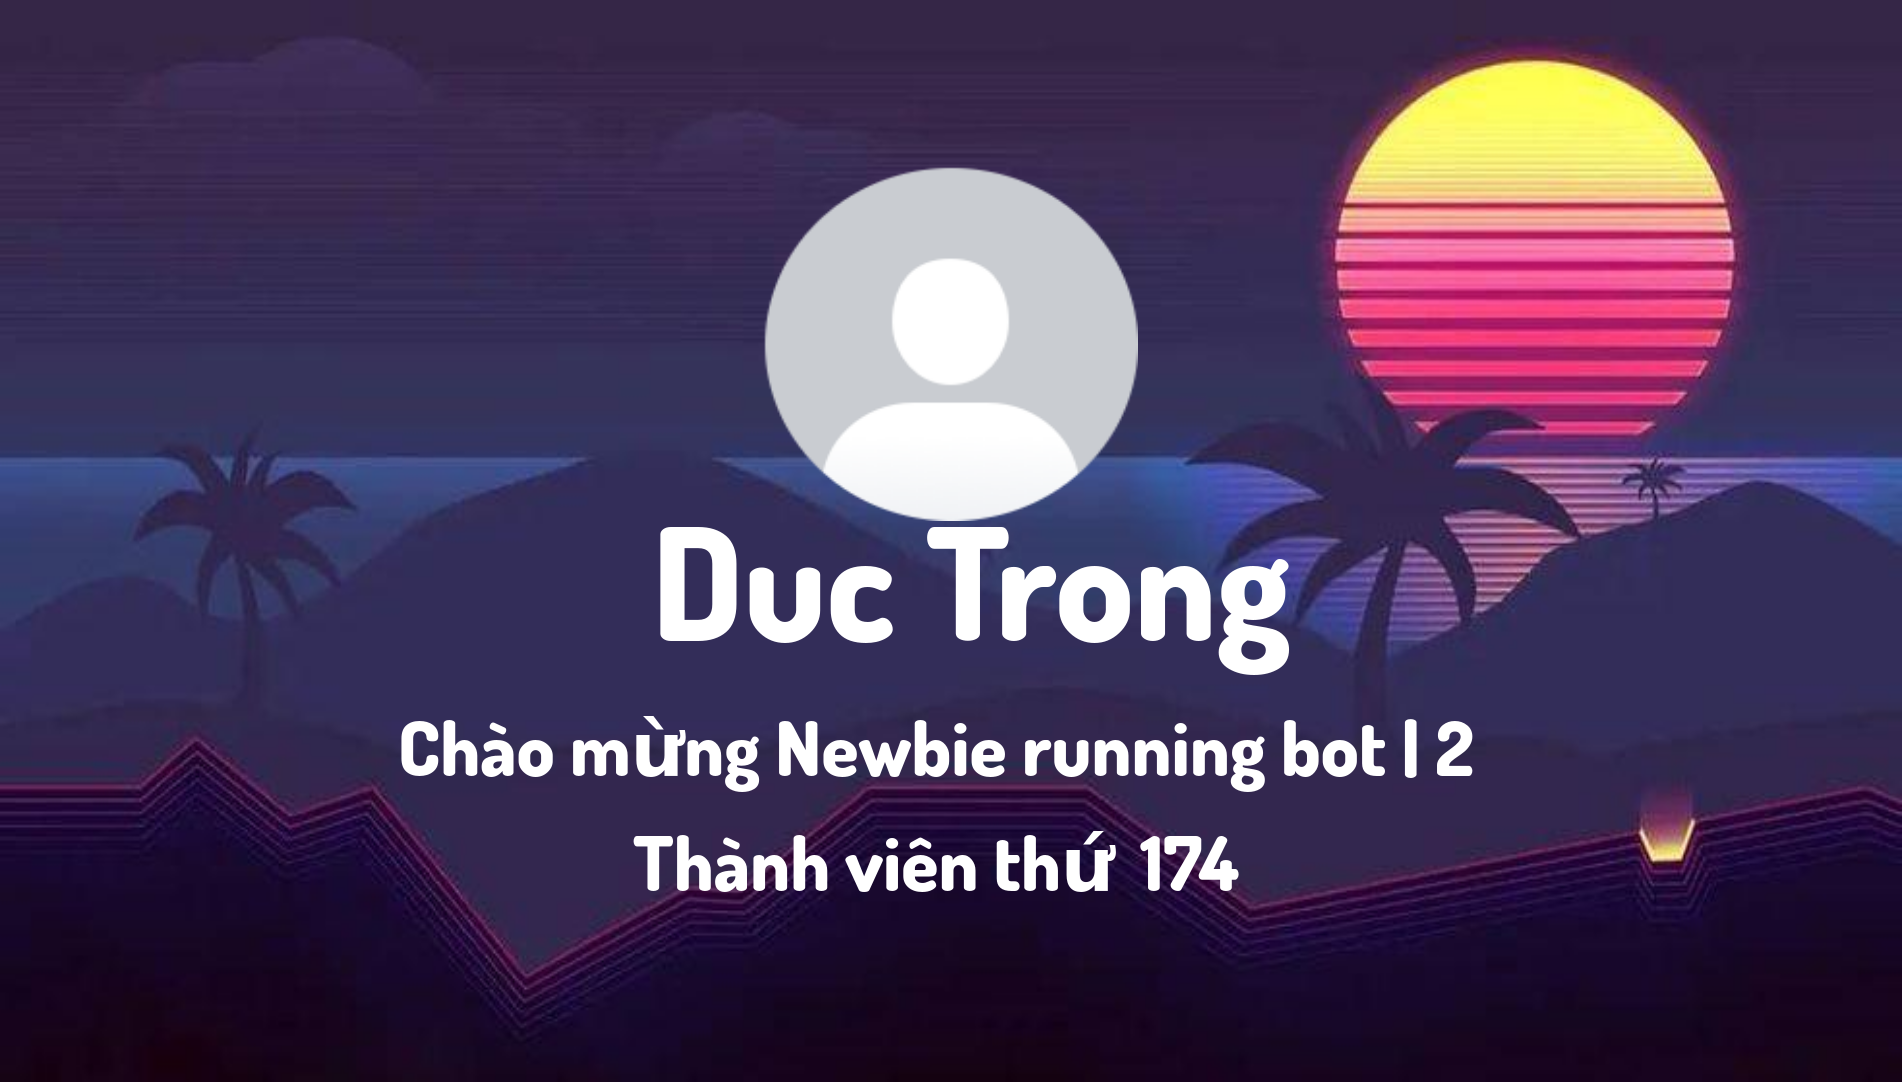 Duc Trong
Chào mừng Newbie running bot | 2
Thành viên thứ 174